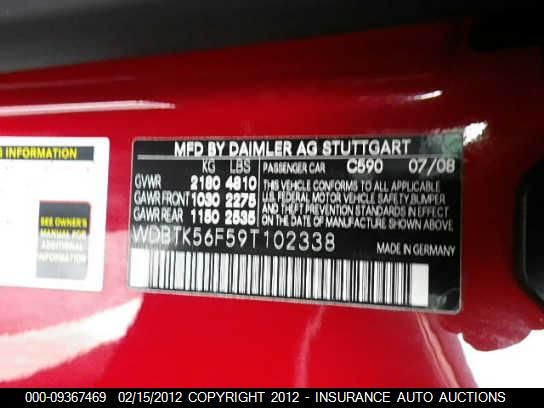 INFORMATION
SEE OWNER'S
MANUAL FOR
ADDITIONAL
MFD BY DAIMLER AG STUTTGART
KG LBS PASSENGER CAR C590 07/08
GVWR 2180 4810 THIS VEHICLE CONFORMS TO ALL APPLICABLE
GAWR FRONT 1030 2275 U.S. FEDERAL MOTOR VEHICLE SAFETY, BUMPER
GAWR REAR 1150 2535 AND THEFT PREVENTION STANDARDS IN EFFECT
ON THE DATE OF MANUFACTURE SHOWN ABOVE.
WDBTK56F59T102338 MADE IN GERMANY
000-09367469 02/15/2012 COPYRIGHT 2012 - INSURANCE AUTO AUCTIONS